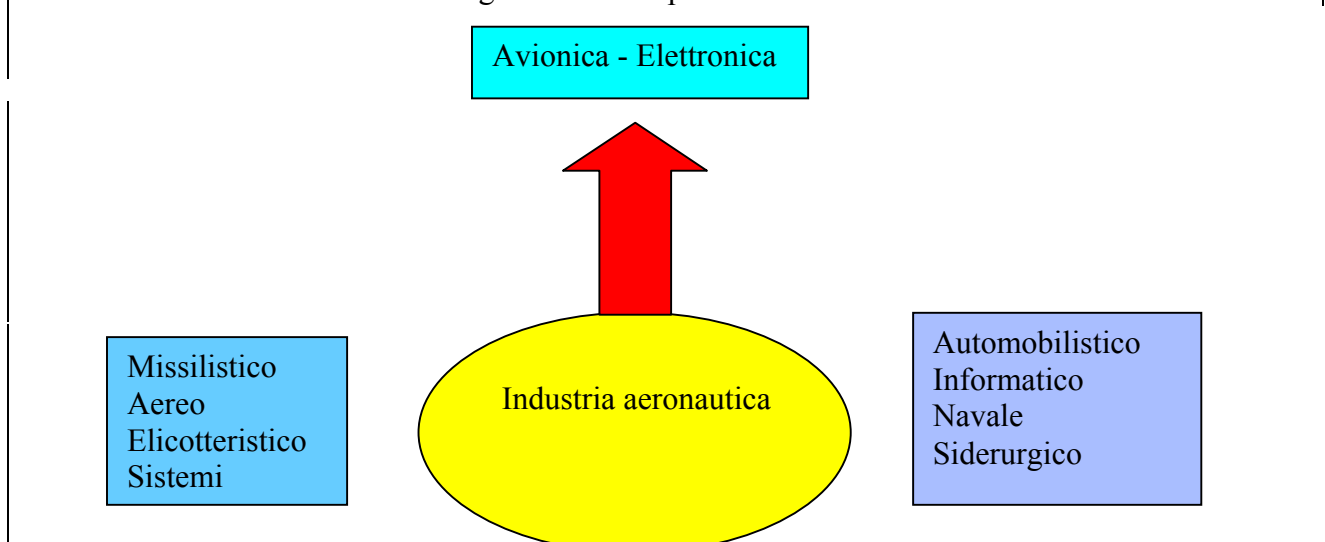 Avionica - Elettronica
Missilistico
Aereo
Elicotteristico
Sistemi
Industria aeronautica
Automobilistico
Informatico
Navale
Siderurgico